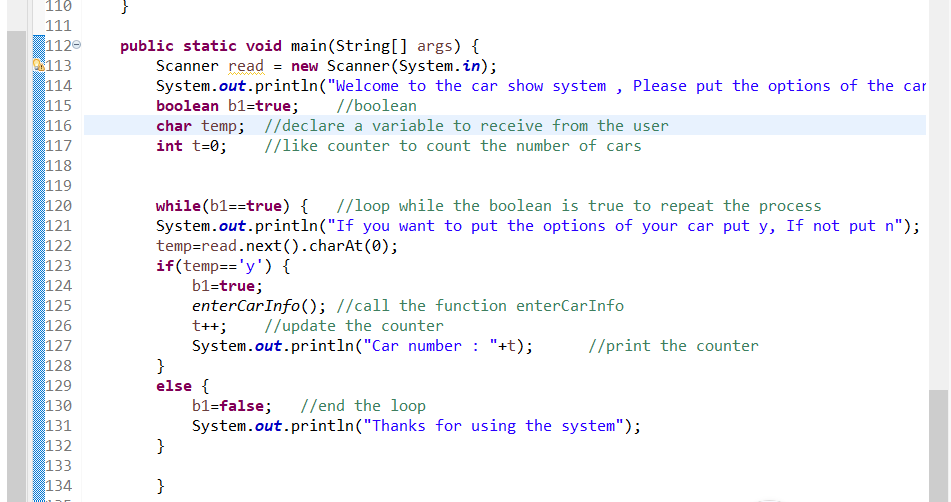 110 }
111
112 public static void main(String[] args) {
113 Scanner read = new Scanner(System.in);
114 System.out.println("Welcome to the car show system , Please put the options of the car
115 boolean b1=true; //boolean
116 char temp; //declare a variable to receive from the user
117 int t=0; //like counter to count the number of cars
118
119
120 while(b1==true) { //loop while the boolean is true to repeat the process
121 System.out.println("If you want to put the options of your car put y, If not put n");
122 temp=read.next().charAt(0);
123 if(temp=='y') {
124 b1=true;
125 enterCarInfo(); //call the function enterCarInfo
126 t++; //update the counter
127 System.out.println("Car number : "+t); //print the counter
128 }
129 else {
130 b1=false; //end the loop
131 System.out.println("Thanks for using the system");
132 }
133
134 }